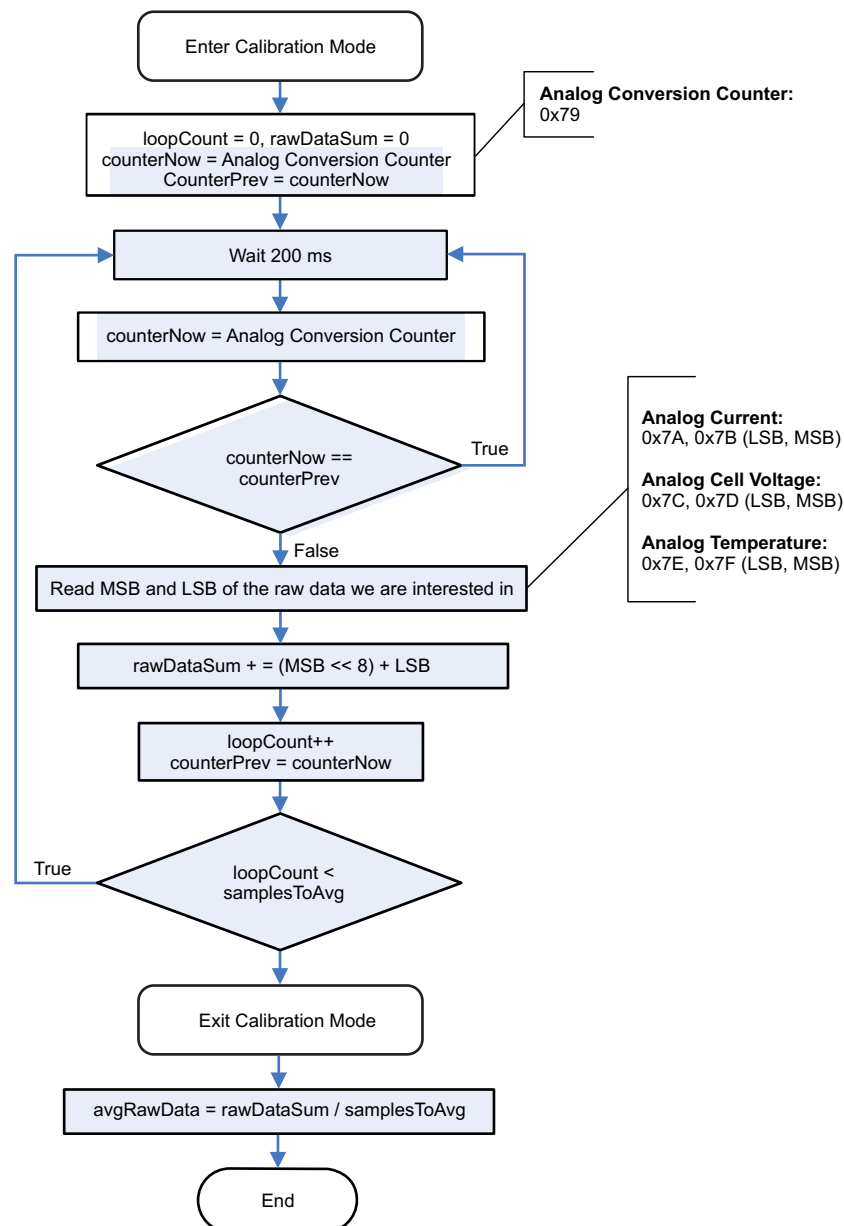 Enter Calibration Mode
Analog Conversion Counter:
0x79
loopCount = 0, rawDataSum = 0
counterNow = Analog Conversion Counter
CounterPrev = counterNow
Wait 200 ms
counterNow = Analog Conversion Counter
counterNow ==
counterPrev
True
False
Analog Current:
0x7A, 0x7B (LSB, MSB)
Analog Cell Voltage:
0x7C, 0x7D (LSB, MSB)
Analog Temperature:
0x7E, 0x7F (LSB, MSB)
Read MSB and LSB of the raw data we are interested in
rawDataSum + = (MSB << 8) + LSB
loopCount++
counterPrev = counterNow
True
loopCount <
samplesToAvg
Exit Calibration Mode
avgRawData = rawDataSum / samplesToAvg
End